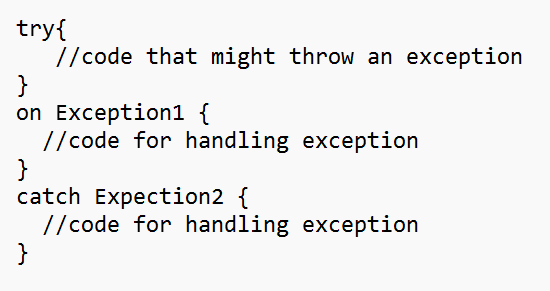 try{
   //code that might throw an exception
}
on Exception1 {
  //code for handling exception
}
catch Expection2 {
  //code for handling exception
}